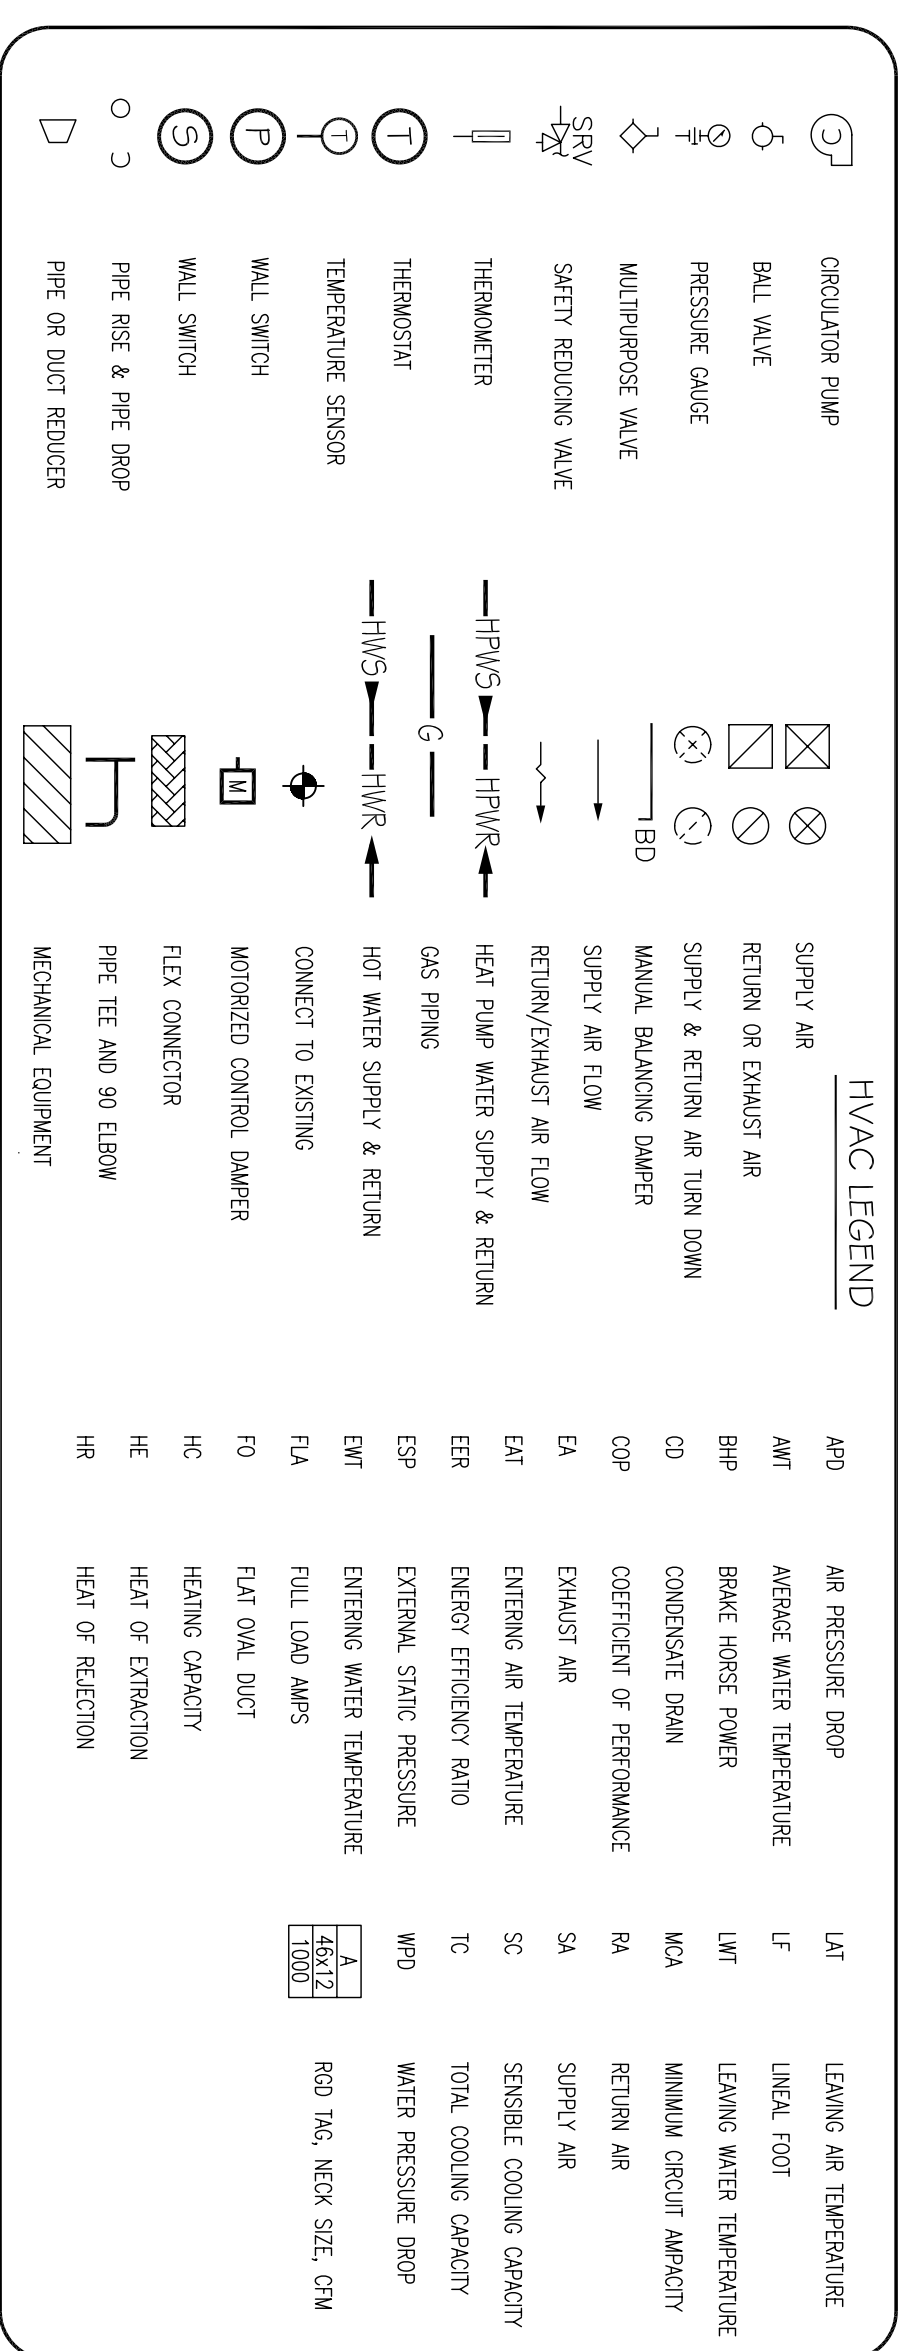 HVAC LEGEND
C
CIRCULATOR PUMP
BALL VALVE
PRESSURE GAUGE
MULTIPURPOSE VALVE
SRV
SAFETY REDUCING VALVE
THERMOMETER
T
THERMOSTAT
T
TEMPERATURE SENSOR
P
WALL SWITCH
S
WALL SWITCH
PIPE RISE & PIPE DROP
PIPE OR DUCT REDUCER
SUPPLY AIR
RETURN OR EXHAUST AIR
SUPPLY & RETURN AIR TURN DOWN
BD
MANUAL BALANCING DAMPER
SUPPLY AIR FLOW
RETURN/EXHAUST AIR FLOW
HPWS HPWR
HEAT PUMP WATER SUPPLY & RETURN
G
GAS PIPING
HWS HWR
HOT WATER SUPPLY & RETURN
CONNECT TO EXISTING
M
MOTORIZED CONTROL DAMPER
FLEX CONNECTOR
PIPE TEE AND 90 ELBOW
MECHANICAL EQUIPMENT
APD AIR PRESSURE DROP
AWT AVERAGE WATER TEMPERATURE
BHP BRAKE HORSE POWER
CD CONDENSATE DRAIN
COP COEFFICIENT OF PERFORMANCE
EA EXHAUST AIR
EAT ENTERING AIR TEMPERATURE
EER ENERGY EFFICIENCY RATIO
ESP EXTERNAL STATIC PRESSURE
EWT ENTERING WATER TEMPERATURE
FLA FULL LOAD AMPS
FO FLAT OVAL DUCT
HC HEATING CAPACITY
HE HEAT OF EXTRACTION
HR HEAT OF REJECTION
LAT LEAVING AIR TEMPERATURE
LF LINEAL FOOT
LWT LEAVING WATER TEMPERATURE
MCA MINIMUM CIRCUIT AMPACITY
RA RETURN AIR
SA SUPPLY AIR
SC SENSIBLE COOLING CAPACITY
TC TOTAL COOLING CAPACITY
WPD WATER PRESSURE DROP
A
46x12
1000
RGD TAG, NECK SIZE, CFM